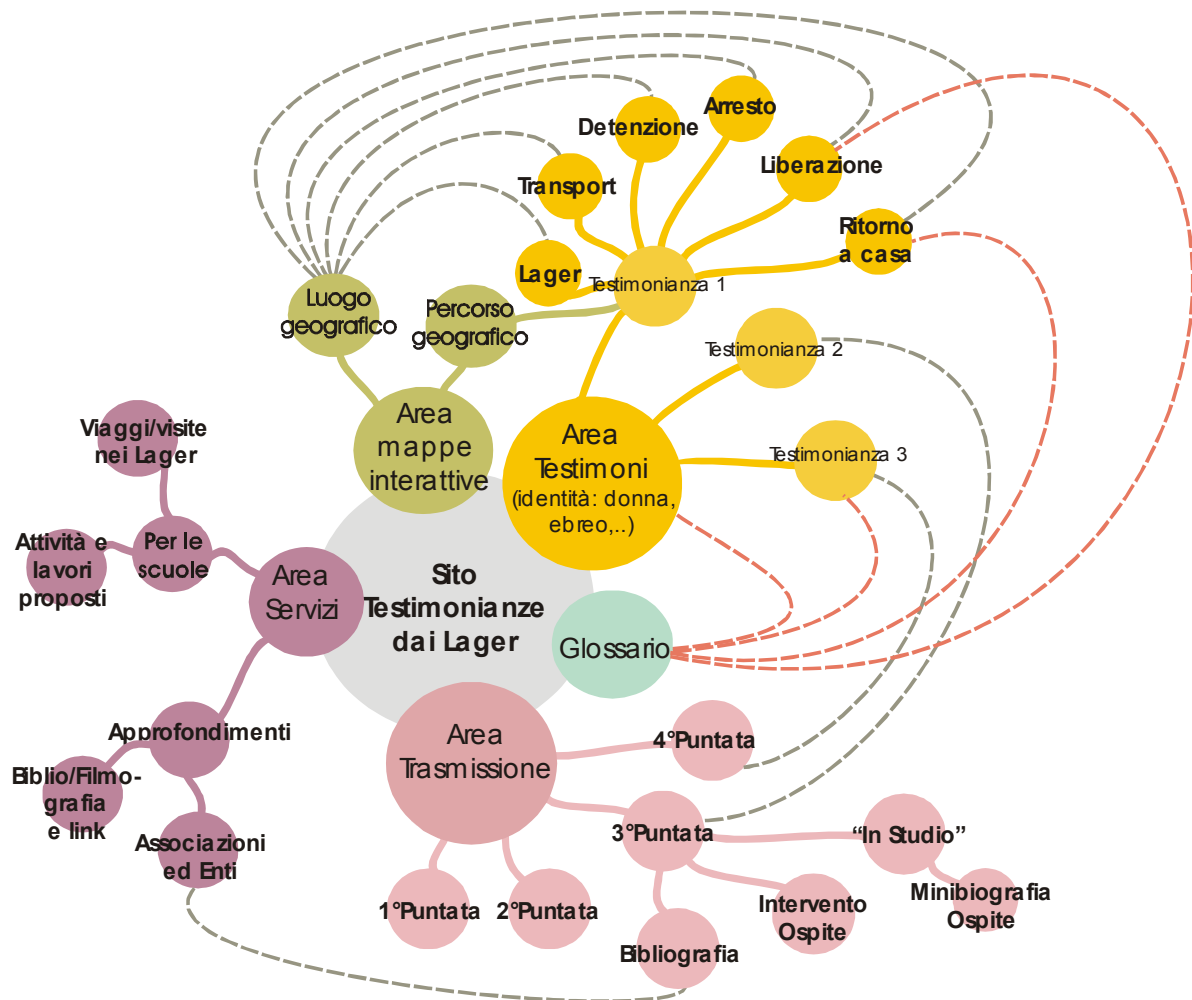 Arresto
Detenzione
Liberazione
Transport
Ritorno
a casa
Lager
Testimonianza 1
Luogo
geografico
Percorso
geografico
Testimonianza 2
Area
mappe
interattive
Area
Testimoni
(identità: donna,
ebreo,..)
Testimonianza 3
Viaggi/visite
nei Lager
Attività e
lavori
proposti
Per le
scuole
Area
Servizi
Sito
Testimonianze
dai Lager
Glossario
Approfondimenti
Biblio/Filmo-
grafia
e link
Associazioni
ed Enti
Area
Trasmissione
4°Puntata
3°Puntata
"In Studio"
Minibiografia
Ospite
1°Puntata
2°Puntata
Intervento
Ospite
Bibliografia